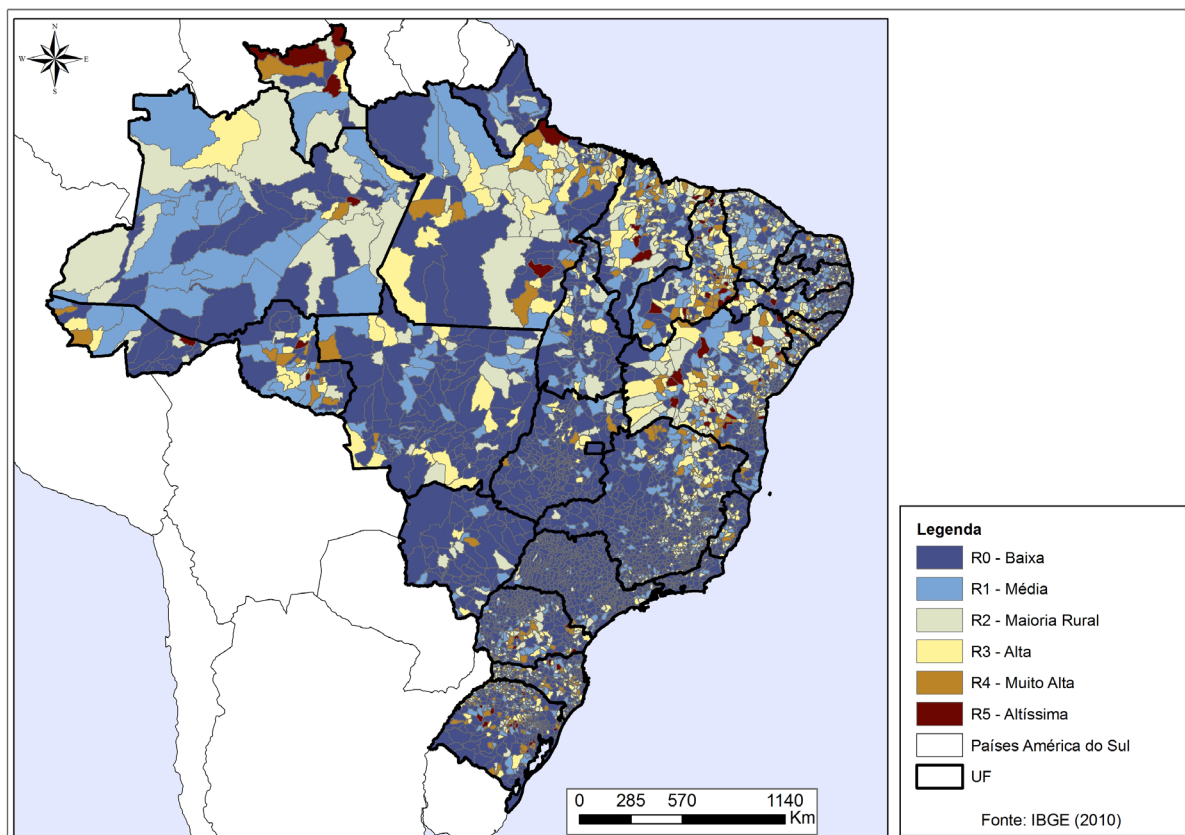 N
W
E
S
Legenda
R0 - Baixa
R1 - Média
R2 - Maioria Rural
R3 - Alta
R4 - Muito Alta
R5 - Altíssima
Países América do Sul
UF
0 285 570 1140
Km
Fonte: IBGE (2010)